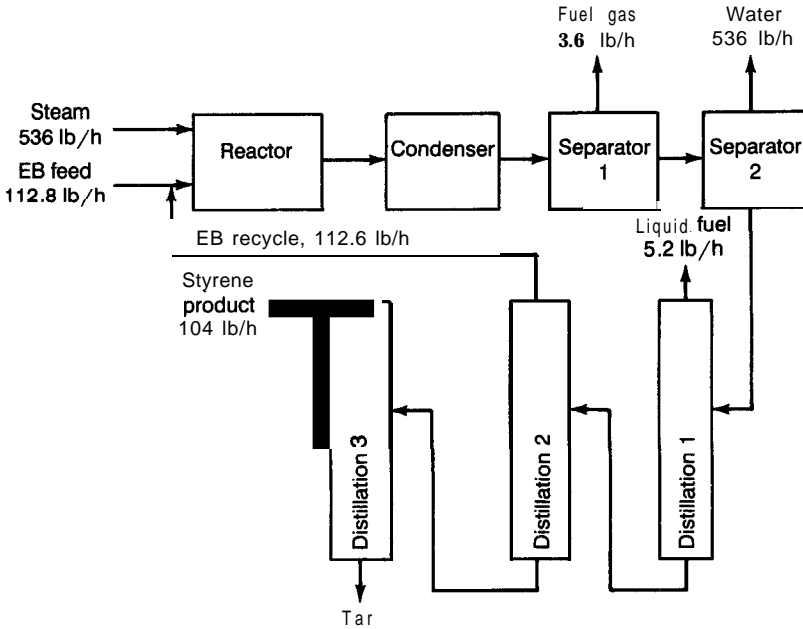 Fuel gas
3.6 lb/h
Water
536 lb/h
Steam
536 lb/h
EB feed
112.8 lb/h
Reactor
Condenser
Separator
1
Separator
2
EB recycle, 112.6 lb/h
Liquid fuel
5.2 lb/h
Styrene
product
104 lb/h
Distillation 3
Distillation 2
Distillation 1
Tar